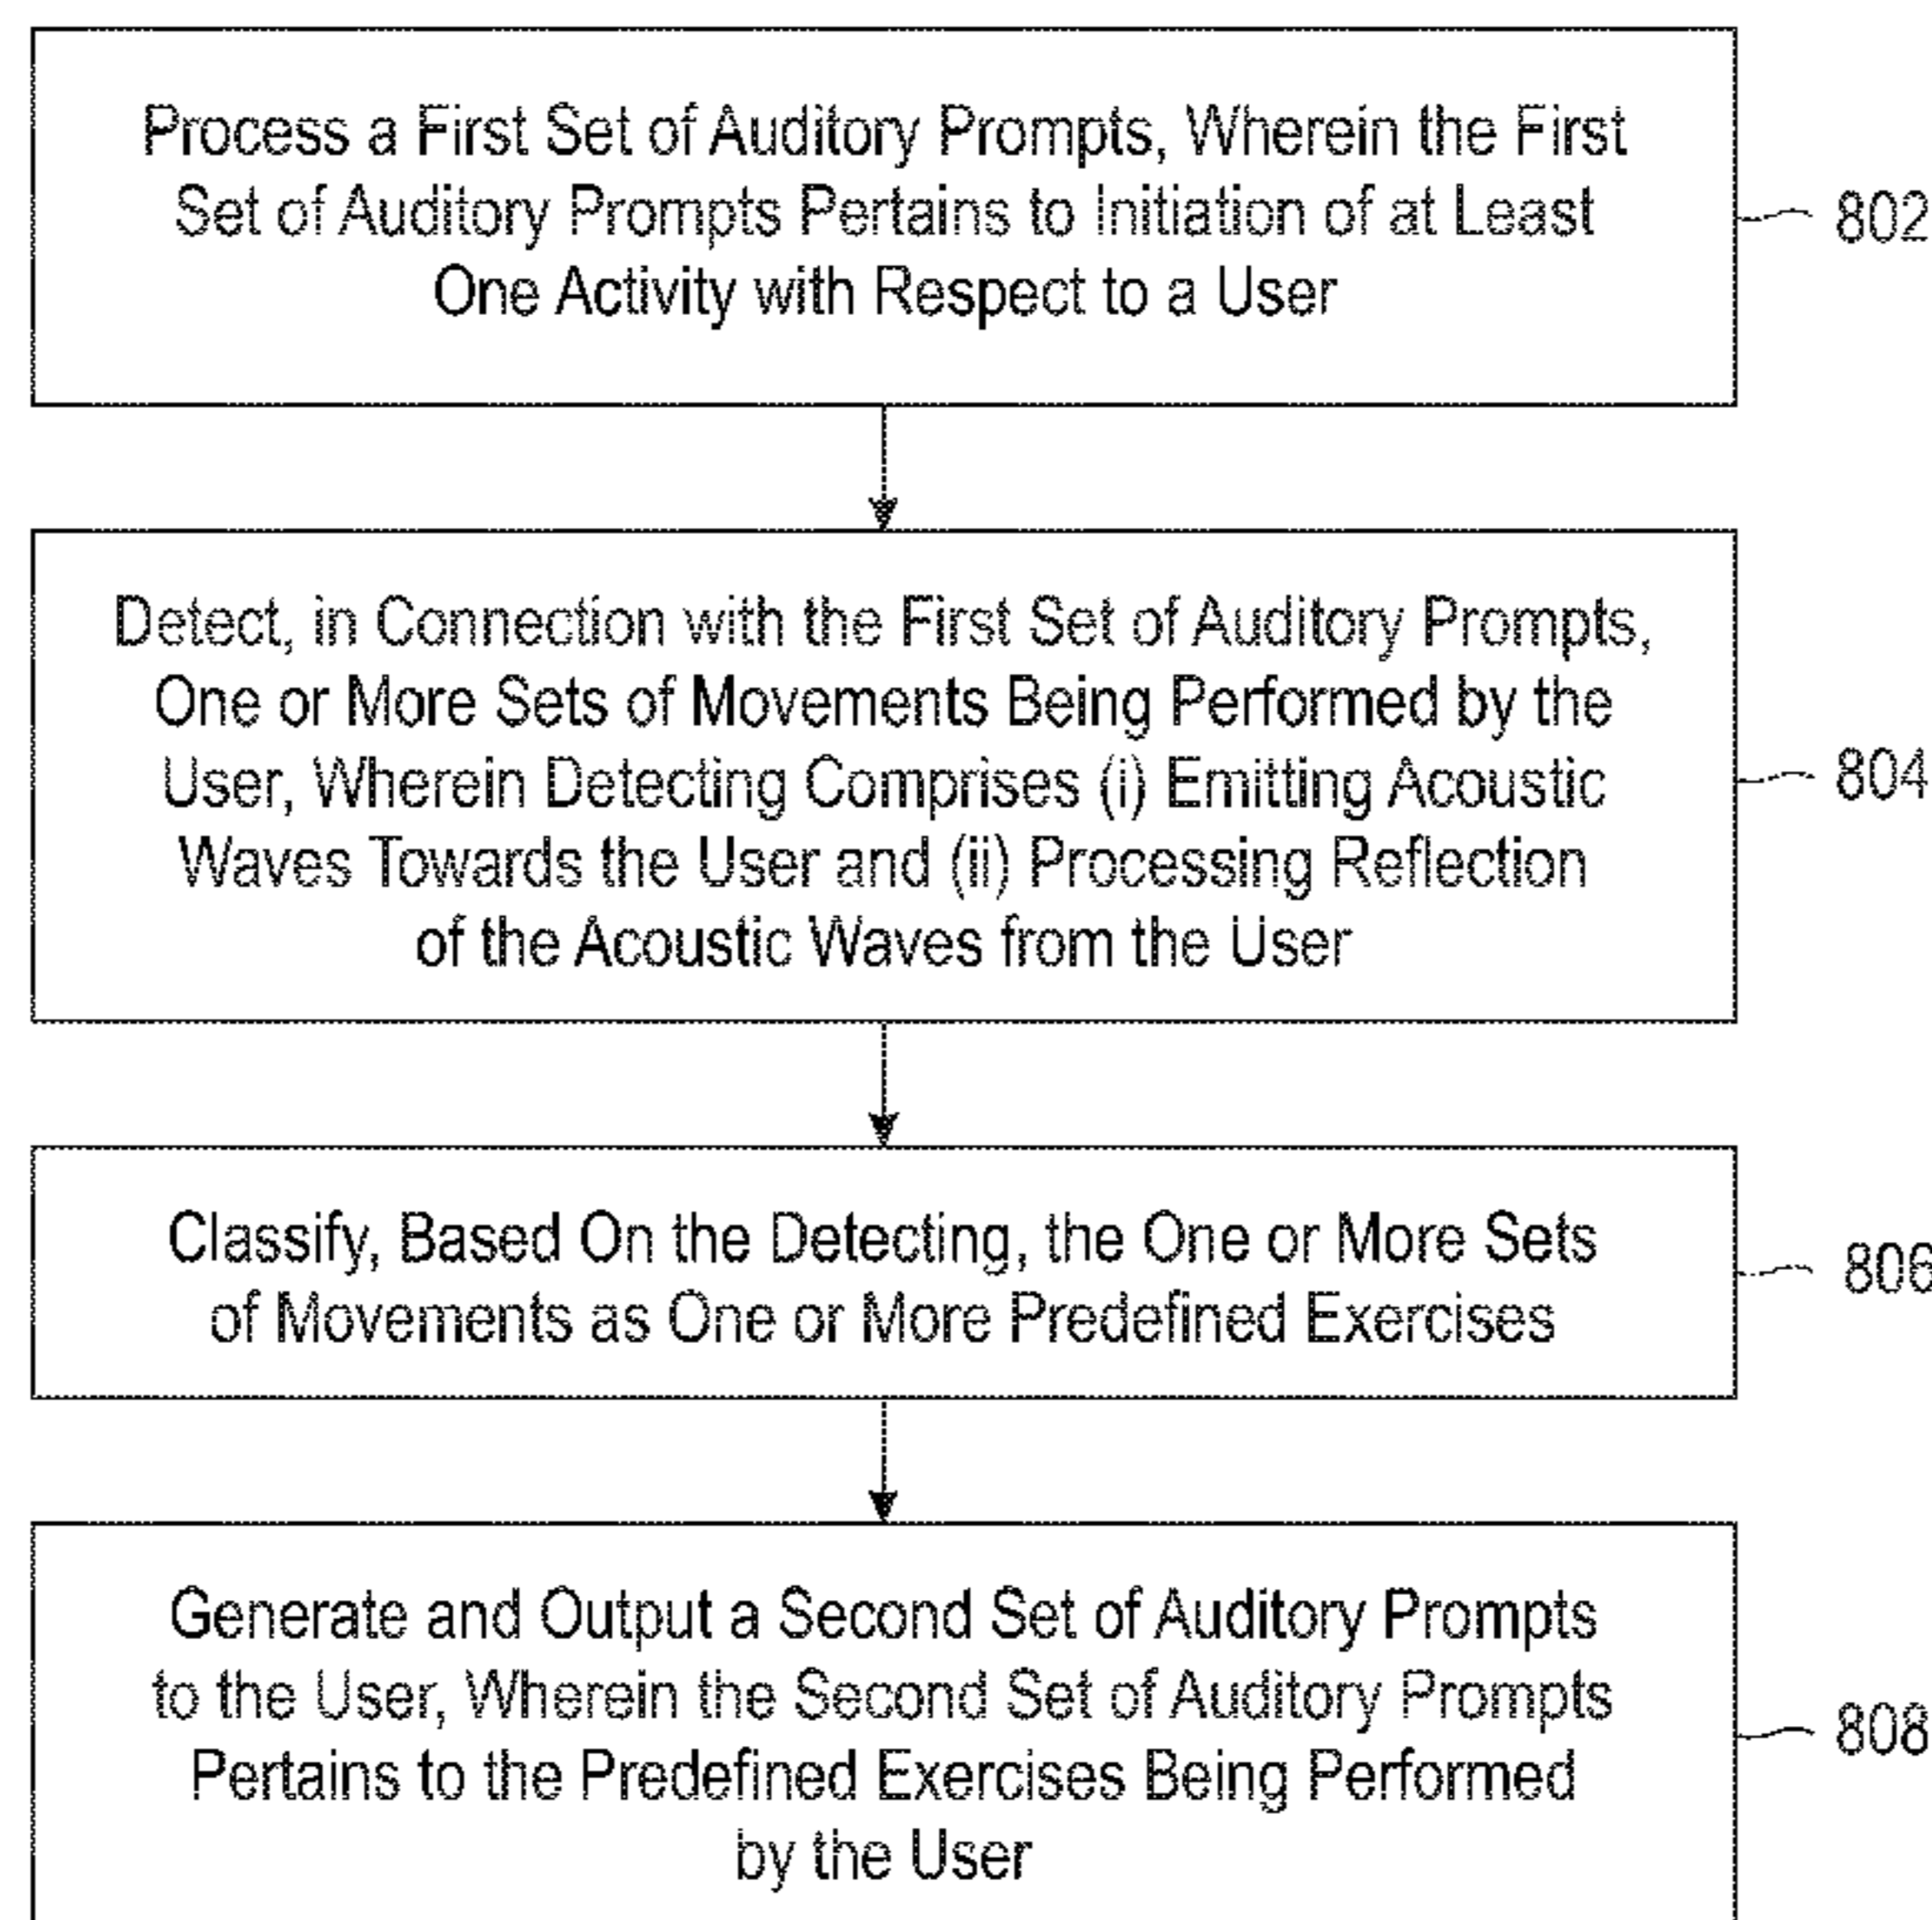 Process a First Set of Auditory Prompts, Wherein the First
Set of Auditory Prompts Pertains to Initiation of at Least
One Activity with Respect to a User
802
Detect, in Connection with the First Set of Auditory Prompts,
One or More Sets of Movements Being Performed by the
User, Wherein Detecting Comprises (i) Emitting Acoustic
Waves Towards the User and (ii) Processing Reflection
of the Acoustic Waves from the User
804
Classify, Based On the Detecting, the One or More Sets
of Movements as One or More Predefined Exercises
806
Generate and Output a Second Set of Auditory Prompts
to the User, Wherein the Second Set of Auditory Prompts
Pertains to the Predefined Exercises Being Performed
by the User
808